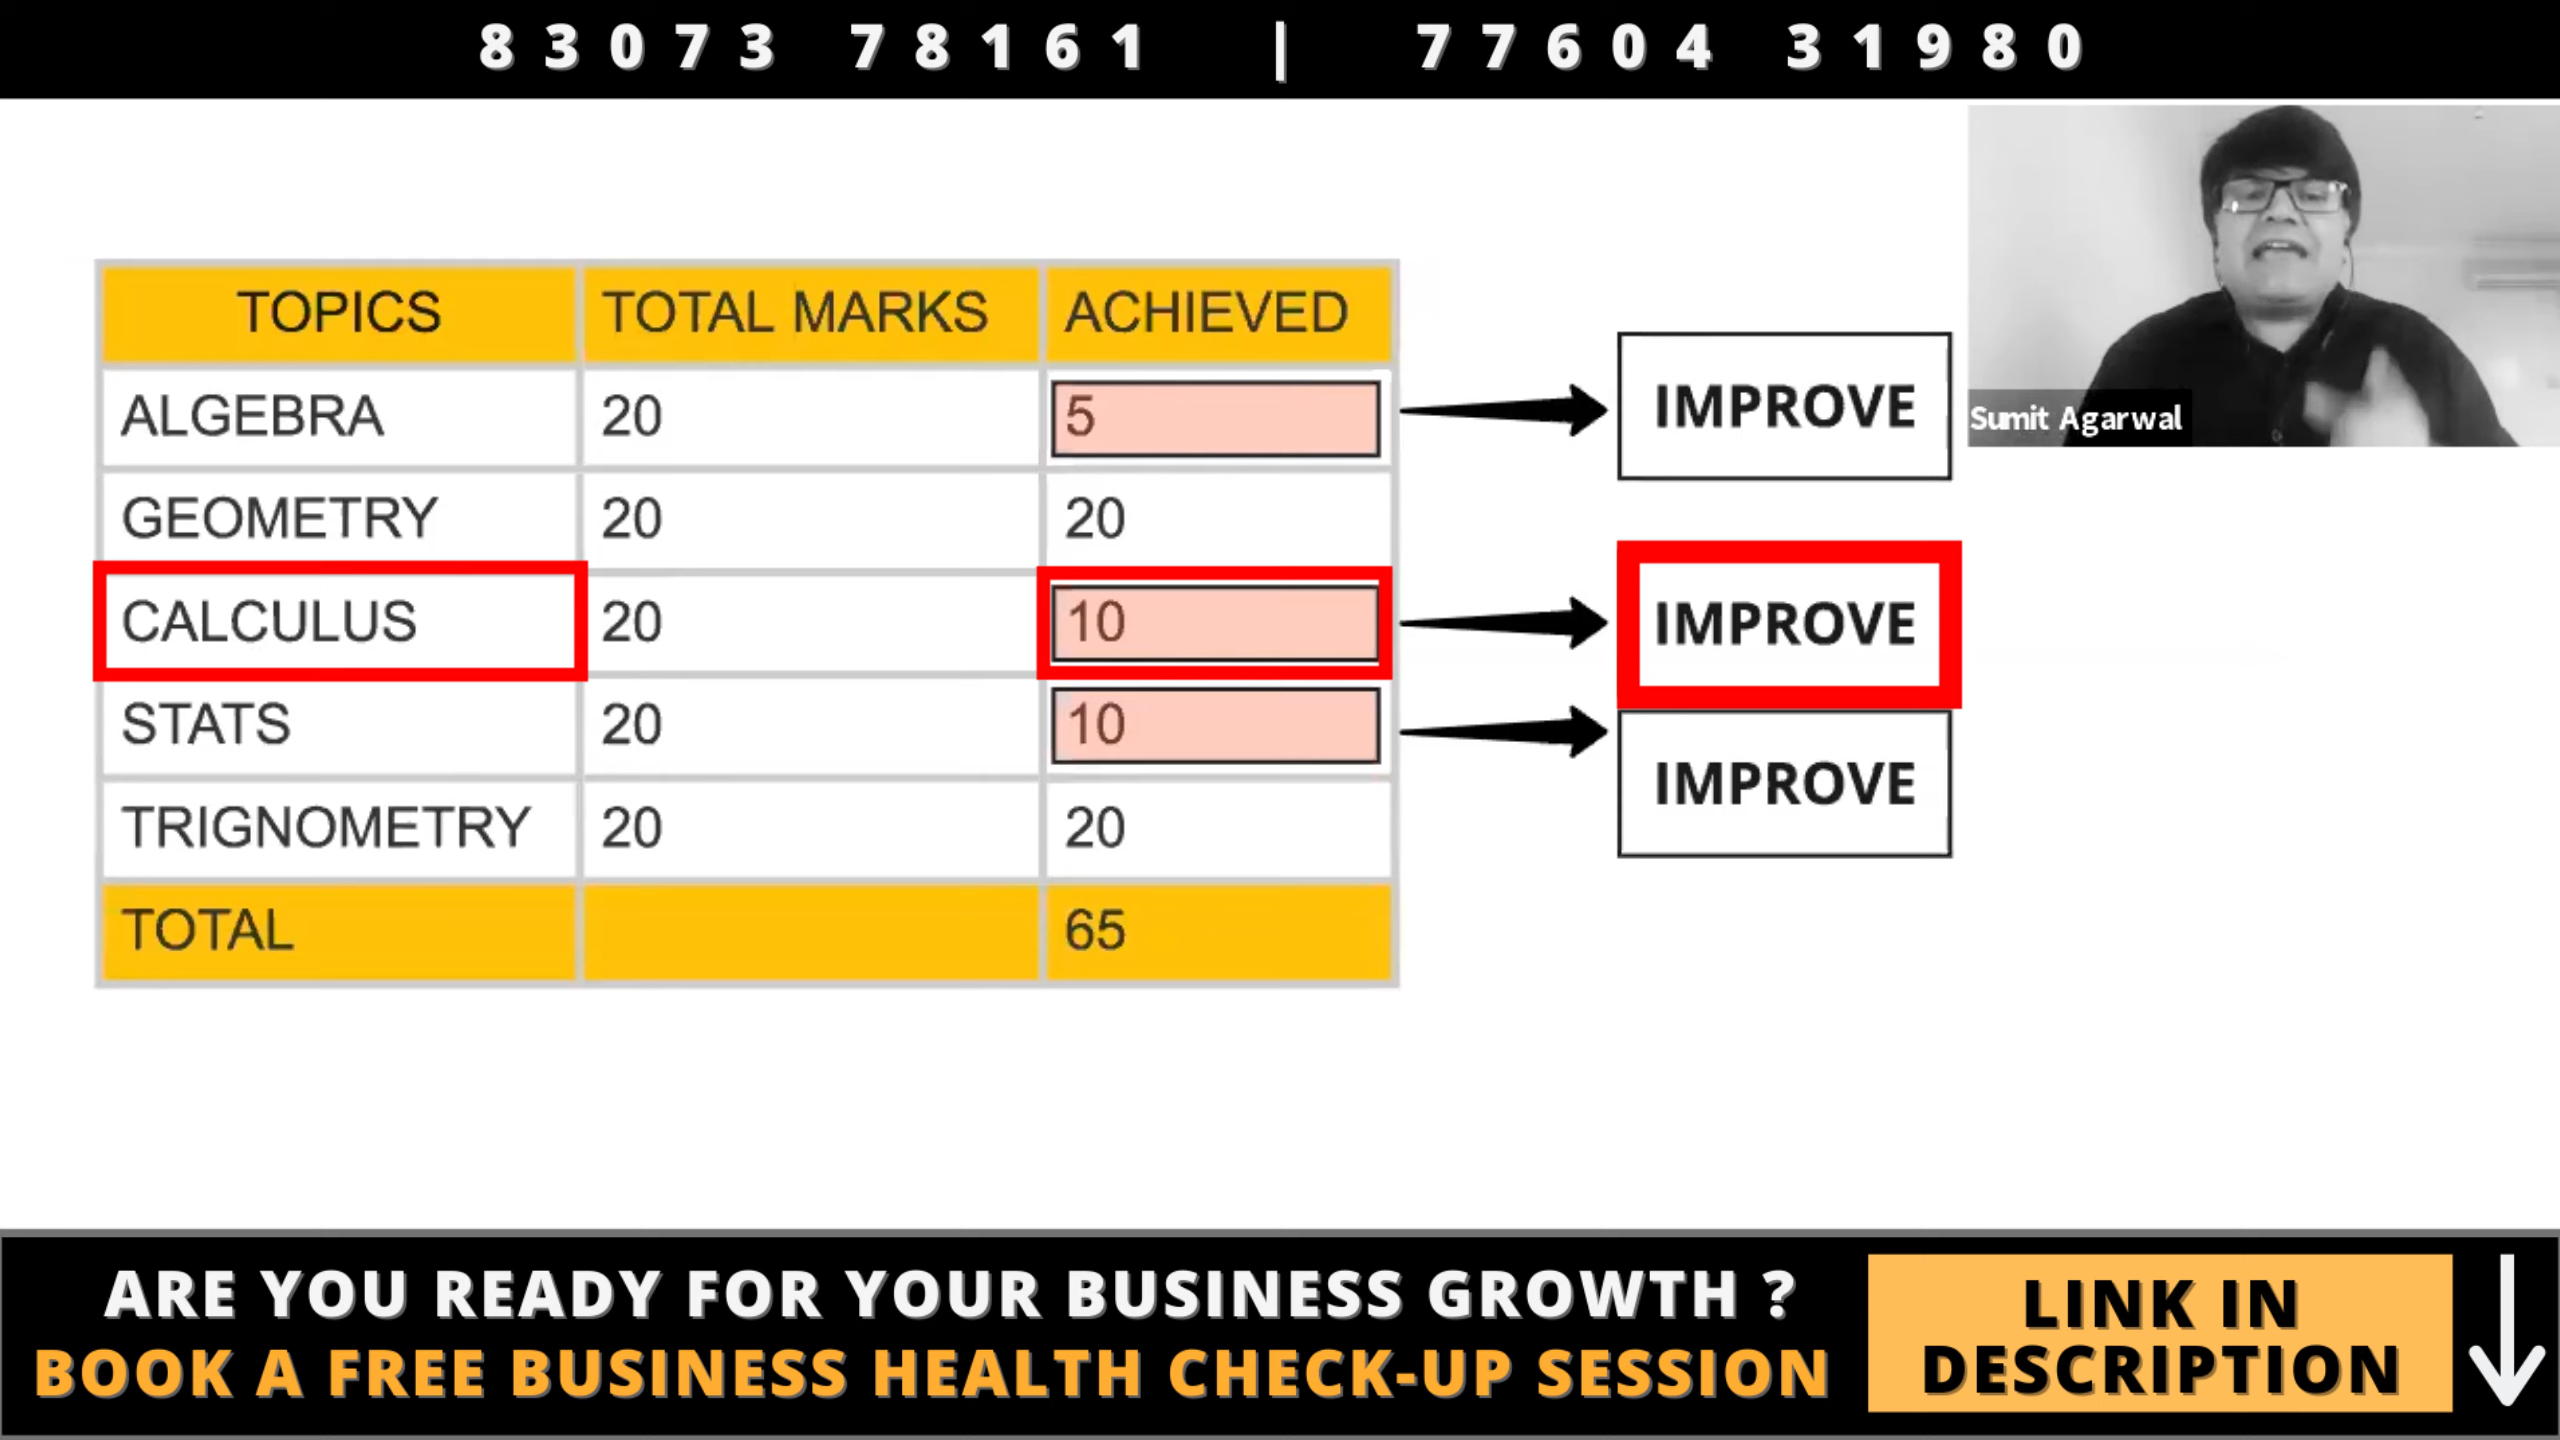 83073 78161 | 77604 31980
TOPICS TOTAL MARKS ACHIEVED
ALGEBRA 20 5 IMPROVE
GEOMETRY 20 20
CALCULUS 20 10 IMPROVE
STATS 20 10 IMPROVE
TRIGNOMETRY 20 20
TOTAL 65
Sumit Agarwal
ARE YOU READY FOR YOUR BUSINESS GROWTH ?
BOOK A FREE BUSINESS HEALTH CHECK-UP SESSION
LINK IN
DESCRIPTION